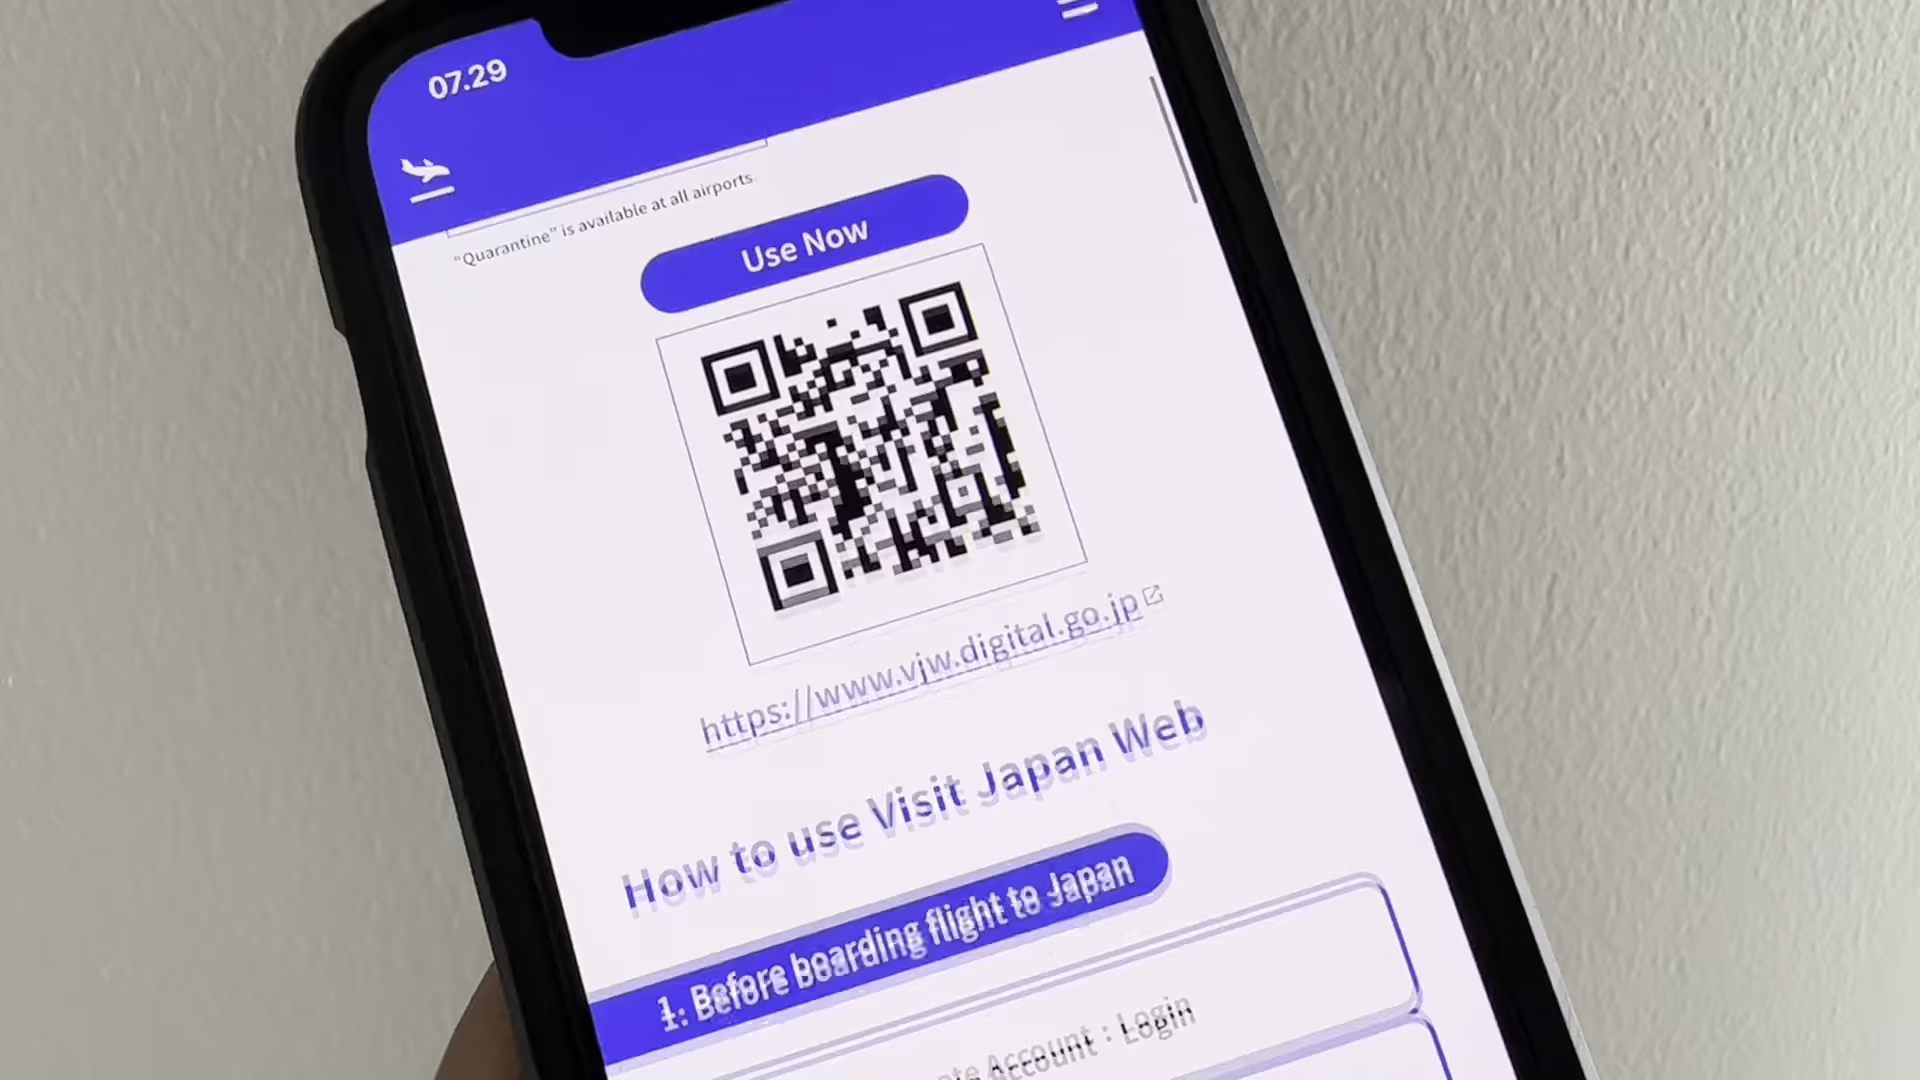 07.29
“Quarantine” is available at all airports.
Use Now
https://www.vjw.digital.go.jp
How to use Visit Japan Web
1: Before boarding flight to Japan
Account : Login